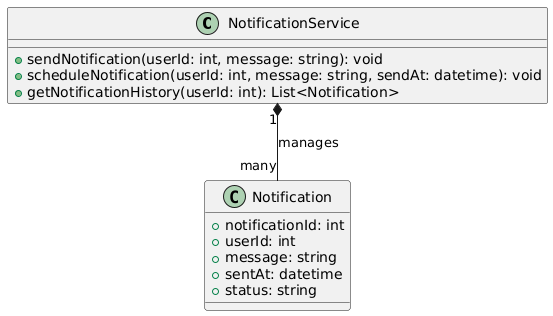 C NotificationService
sendNotification(userId: int, message: string): void
scheduleNotification(userId: int, message: string, sendAt: datetime): void
getNotificationHistory(userId: int): List<Notification>
1
manages
many
C Notification
notificationId: int
userId: int
message: string
sentAt: datetime
status: string